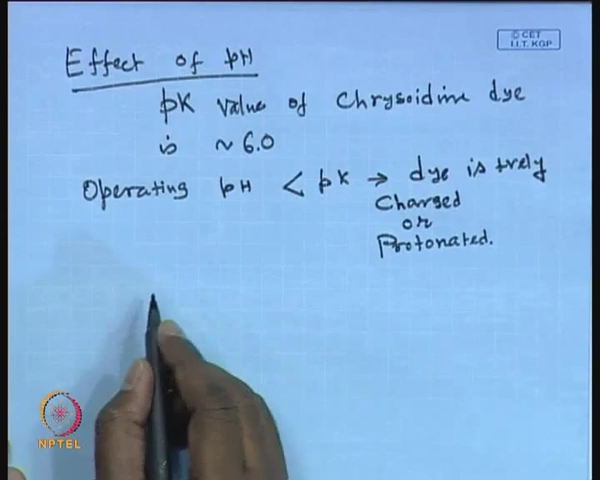 © CET
I.I.T. KGP
Effect of pH
pK value of Chrysoidine dye
is ~ 6.0
Operating pH < pK → dye is +vely
Charged
or
Protonated.
NPTEL